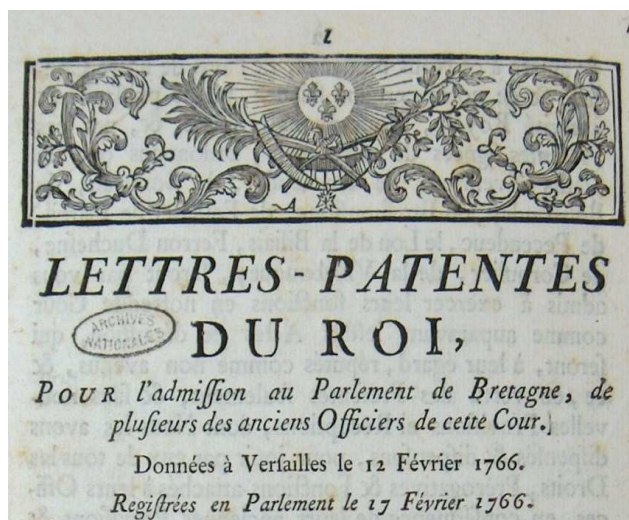 LETTRES-PATENTES
DU ROI,
ARCHIVES
NATIONALES
POUR l'admiſſion au Parlement de Bretagne, de
pluſieurs des anciens Officiers de cette Cour.
Données à Verſailles le 12 Février 1766.
Regiſtrées en Parlement le 17 Février 1766.